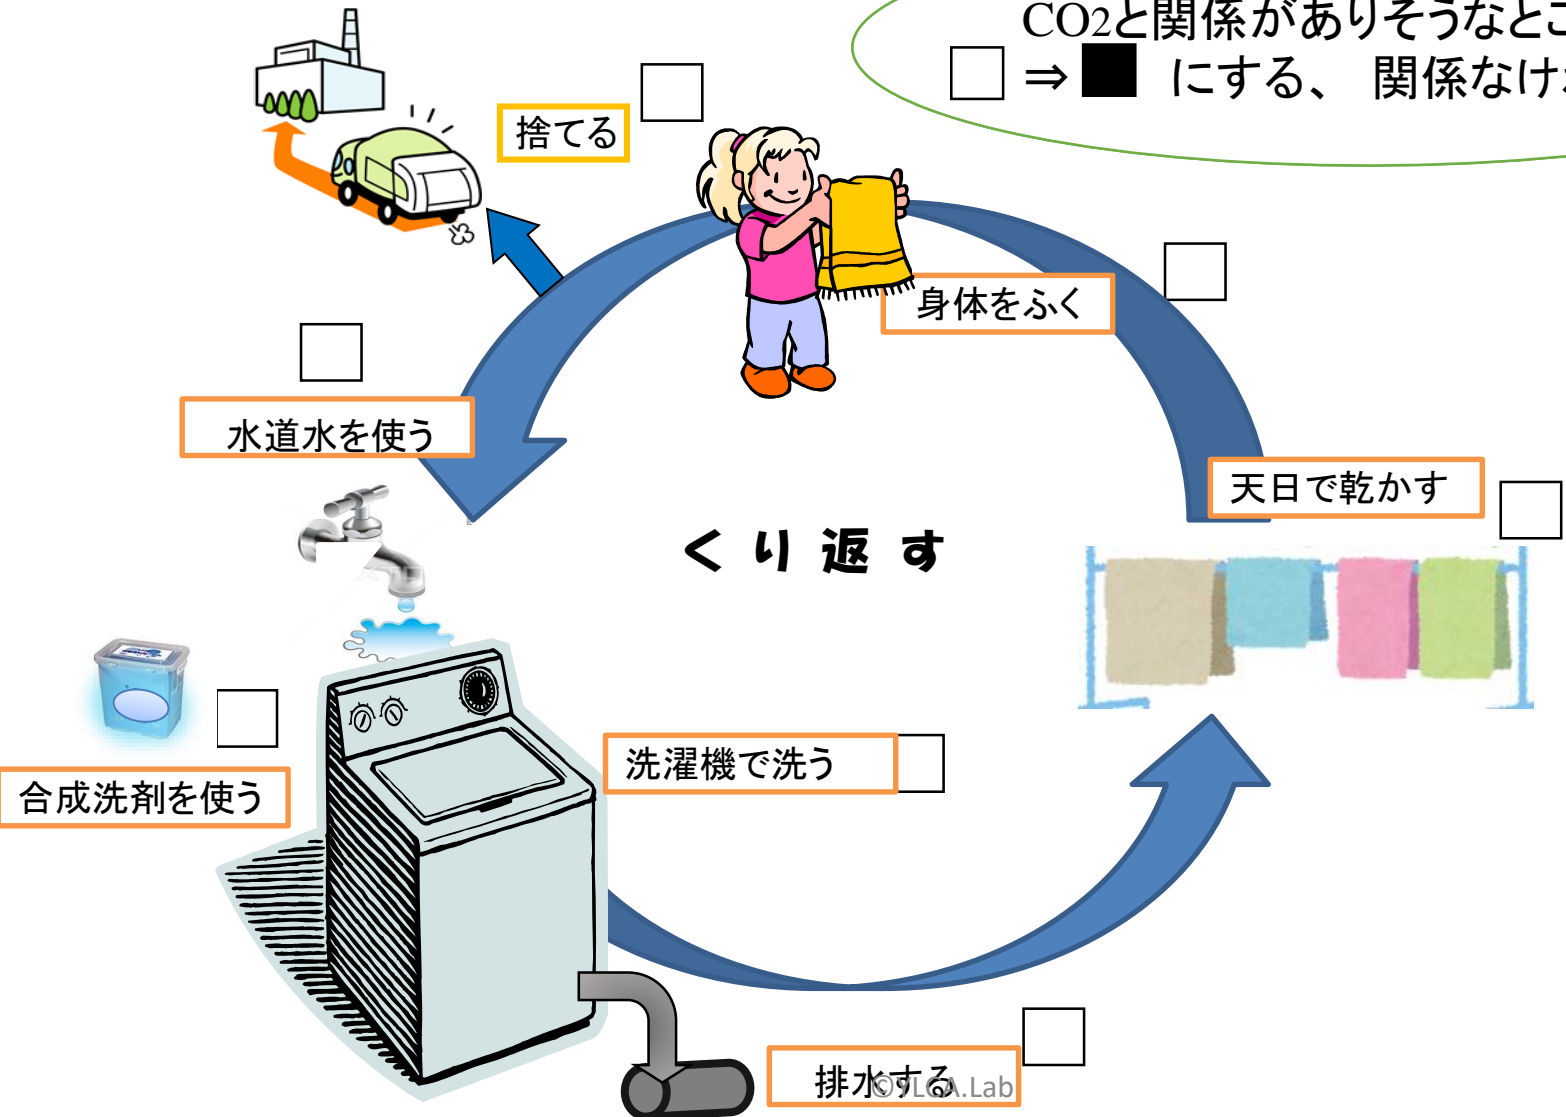 CO2と関係がありそうなとこ
□ ⇒ ■ にする、 関係なけ
捨てる
身体をふく
水道水を使う
天日で乾かす
くり返す
合成洗剤を使う
洗濯機で洗う
排水する
©YLCA.Lab